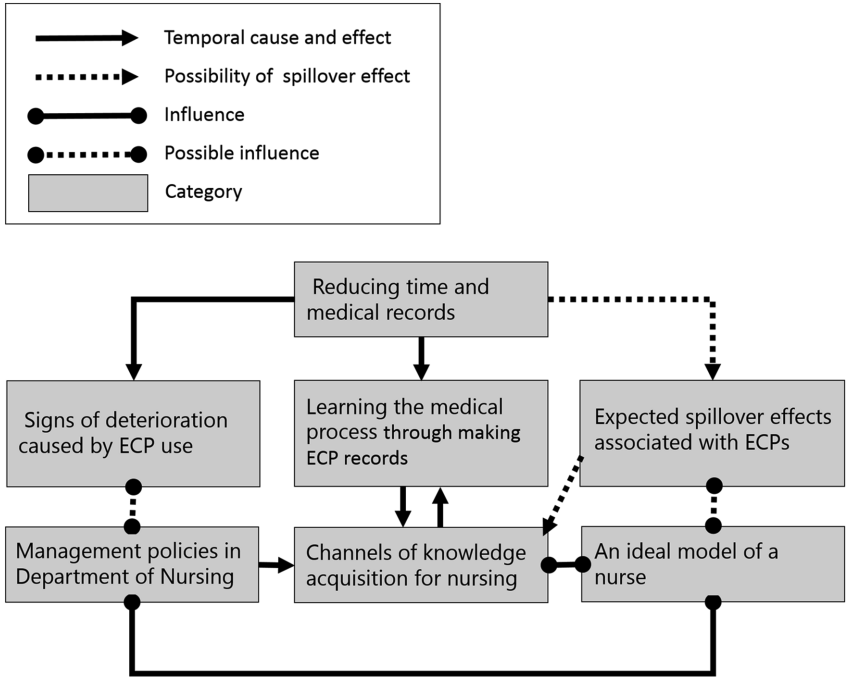 Temporal cause and effect
Possibility of spillover effect
Influence
Possible influence
Category
Reducing time and
medical records
Signs of deterioration
caused by ECP use
Learning the medical
process through making
ECP records
Expected spillover effects
associated with ECPs
Management policies in
Department of Nursing
Channels of knowledge
acquisition for nursing
An ideal model of a
nurse